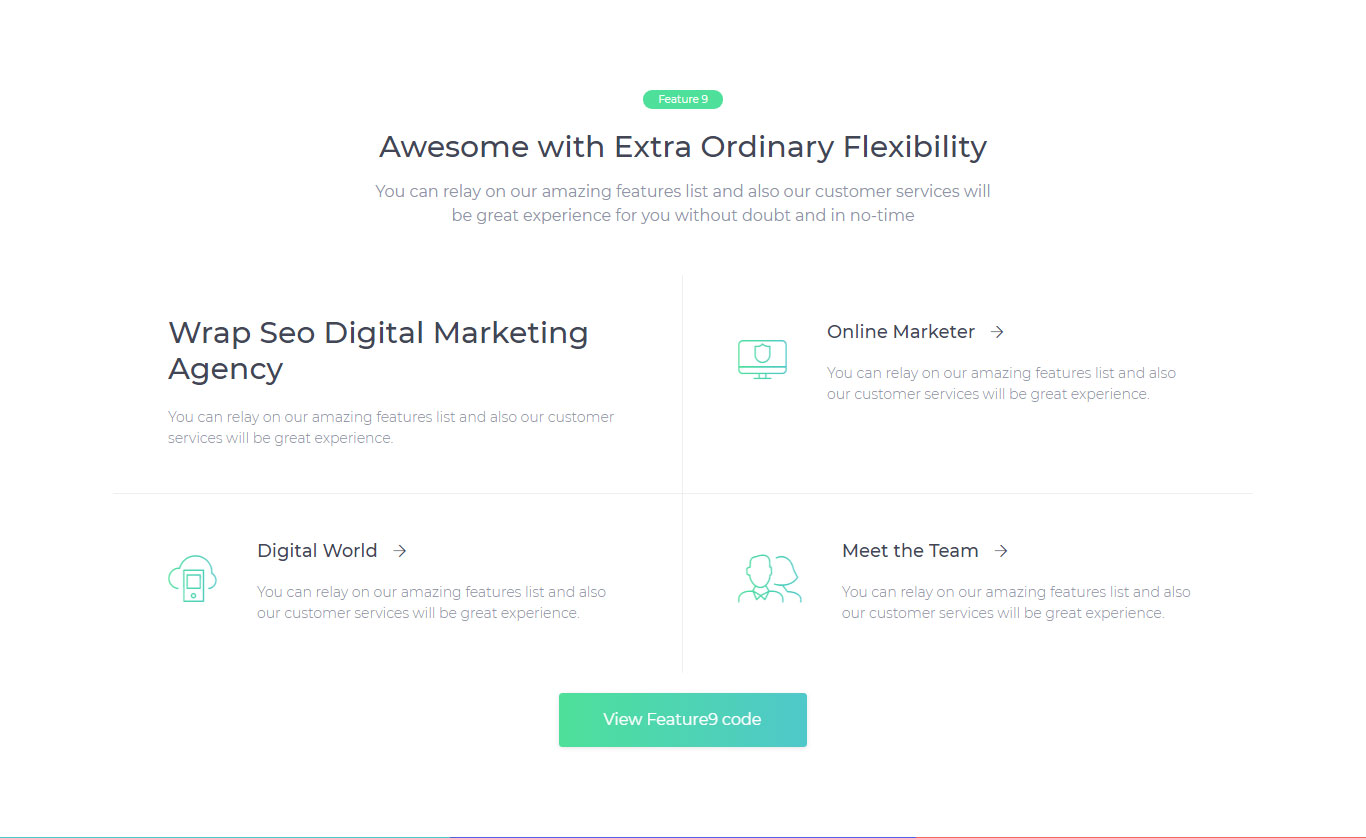 Feature 9
Awesome with Extra Ordinary Flexibility
You can relay on our amazing features list and also our customer services will
be great experience for you without doubt and in no-time
Wrap Seo Digital Marketing
Agency
You can relay on our amazing features list and also our customer
services will be great experience.
Online Marketer →
You can relay on our amazing features list and also
our customer services will be great experience.
Digital World →
You can relay on our amazing features list and also
our customer services will be great experience.
Meet the Team →
You can relay on our amazing features list and also
our customer services will be great experience.
View Feature9 code